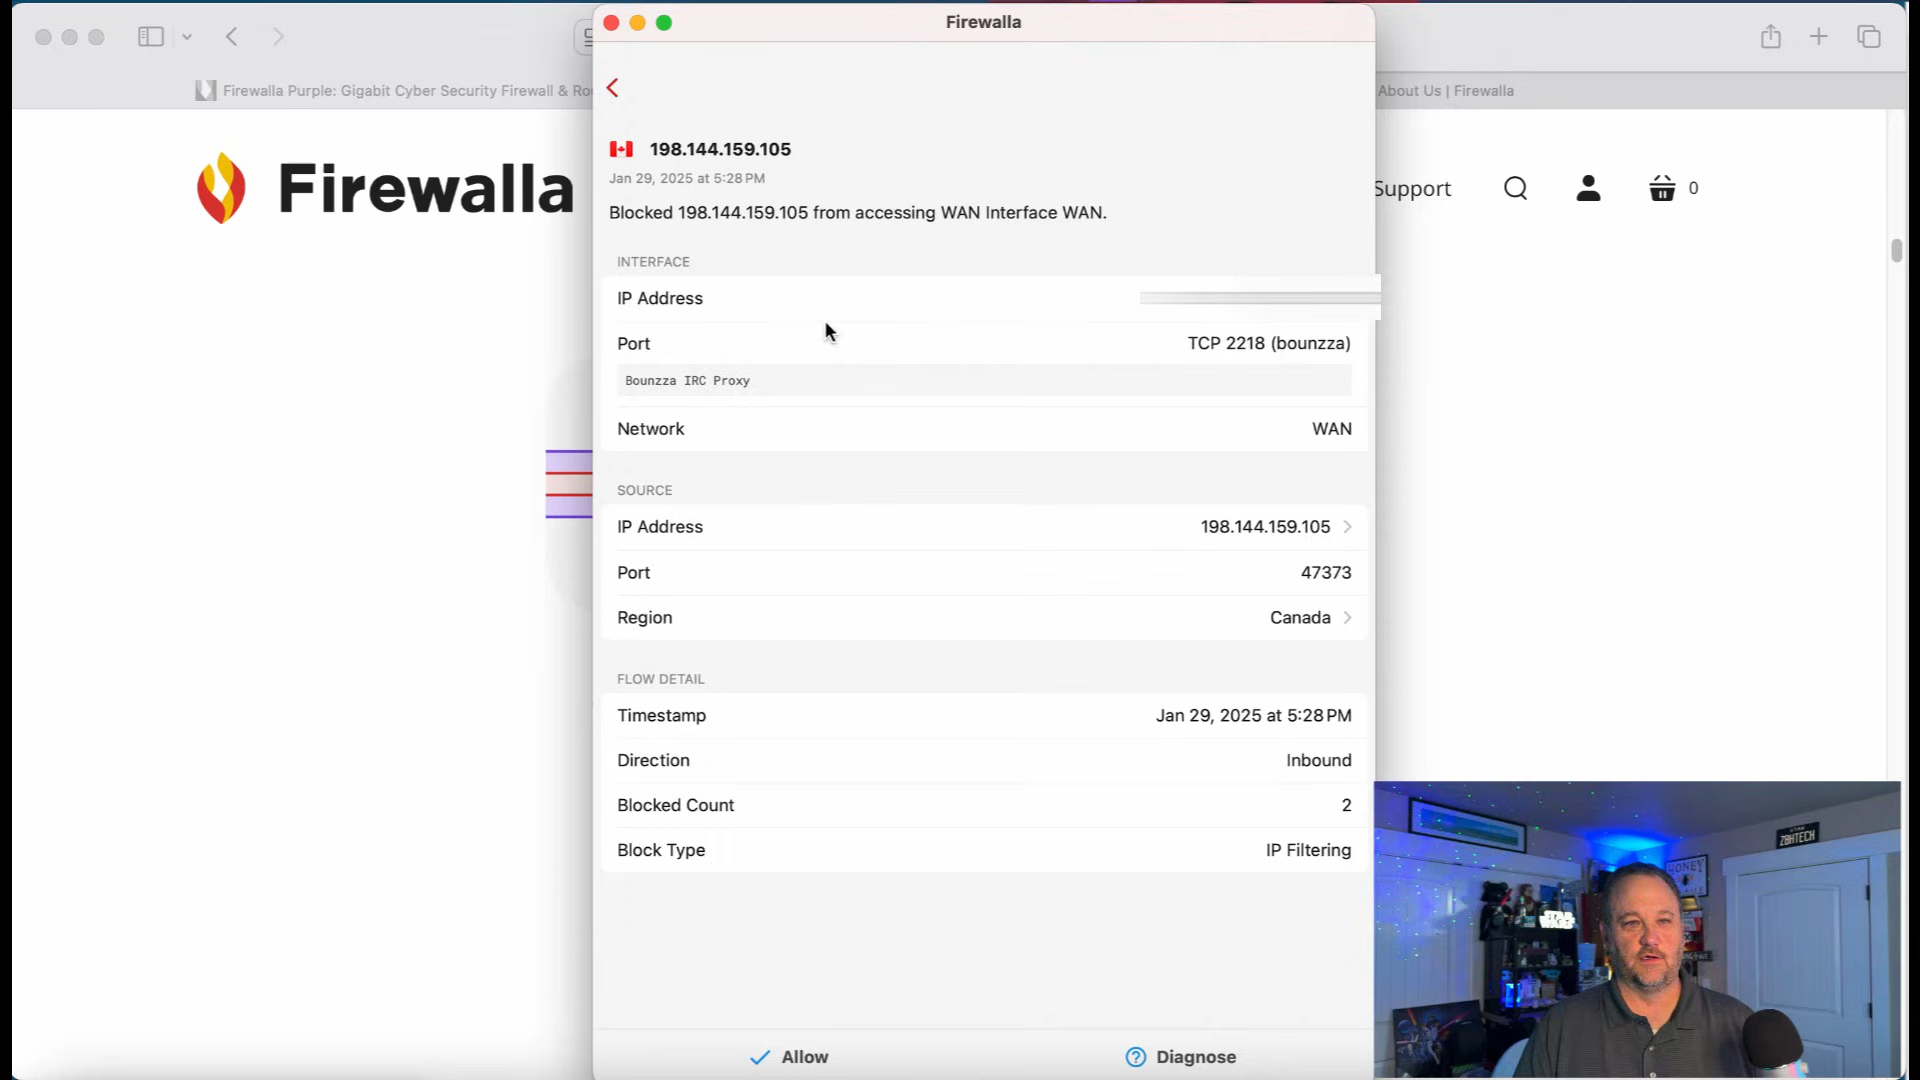 Firewalla
Firewalla Purple: Gigabit Cyber Security Firewall & Ro
About Us | Firewalla
Firewalla
Support
0
198.144.159.105
Jan 29, 2025 at 5:28 PM
Blocked 198.144.159.105 from accessing WAN Interface WAN.
INTERFACE
IP Address
Port TCP 2218 (bounzza)
Bounzza IRC Proxy
Network WAN
SOURCE
IP Address 198.144.159.105
Port 47373
Region Canada
FLOW DETAIL
Timestamp Jan 29, 2025 at 5:28 PM
Direction Inbound
Blocked Count 2
Block Type IP Filtering
Allow
Diagnose
ZBHTECH
HONEY
STAR
WARS